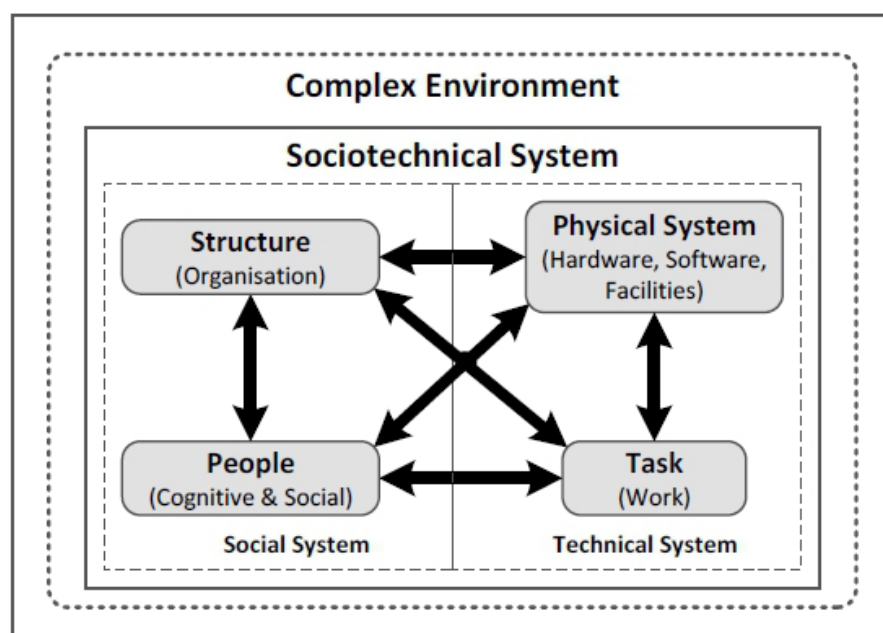 Complex Environment
Sociotechnical System
Structure
(Organisation)
Physical System
(Hardware, Software,
Facilities)
People
(Cognitive & Social)
Task
(Work)
Social System
Technical System